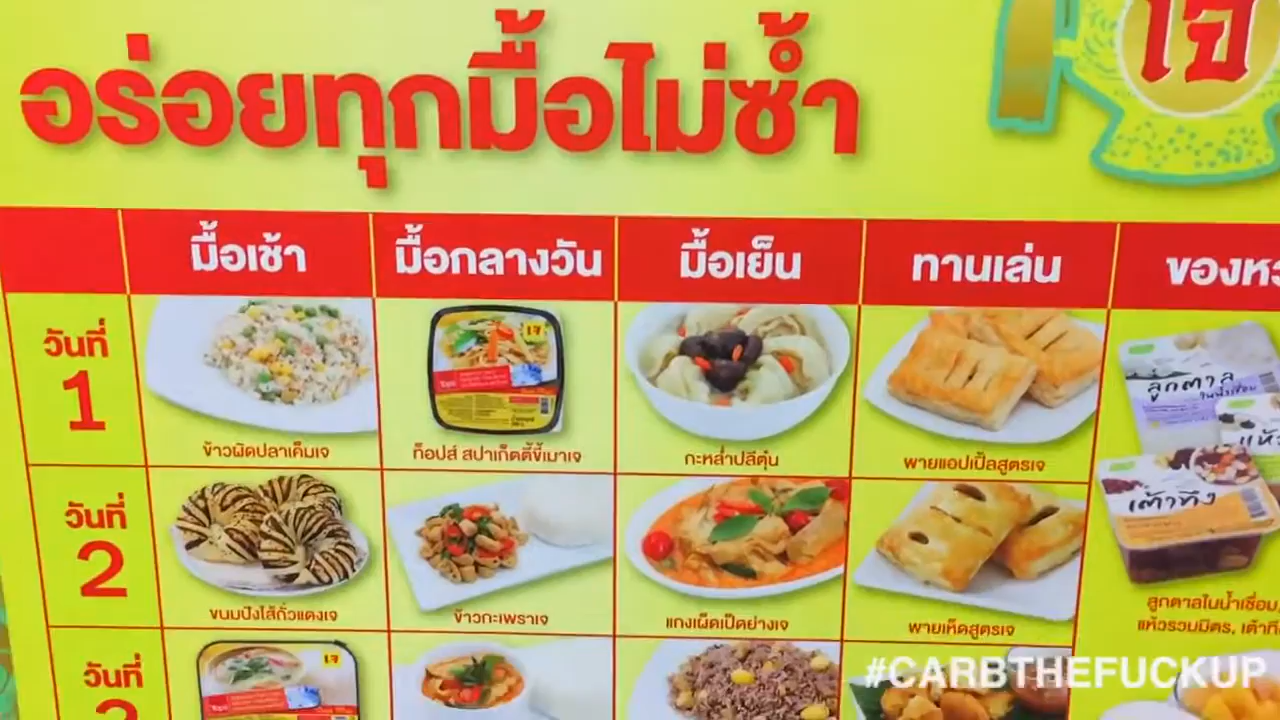 อร่อยทุกมื้อไม่ซ้ำ
เจ
มื้อเช้า มื้อกลางวัน มื้อเย็น ทานเล่น
วันที่
1
ข้าวผัดปลาเค็มเจ
ท็อปส์ สปาเก็ตตี้ขี้เมาเจ
กะหล่ำปลีตุ๋น
พายแอปเปิ้ลสูตรเจ
ลูกตาล
ในน้ำเชื่อม
เต้าทึง
วันที่
2
ขนมปังไส้ถั่วแดงเจ
ข้าวกะเพราเจ
แกงเผ็ดเป็ดย่างเจ
พายเห็ดสูตรเจ
ลูกตาลในน้ำเชื่อม,
แห้วรวมมิตร, เต้าทึง
วันที่
#CARBTHEFUCKUP